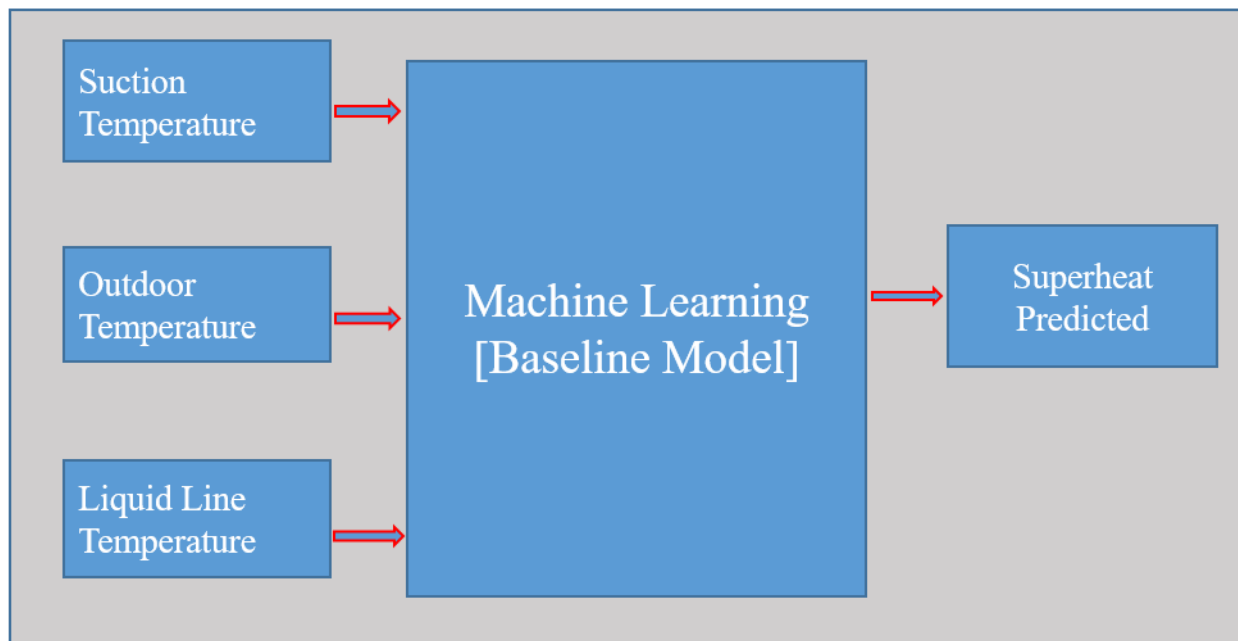 Suction
Temperature
Outdoor
Temperature
Liquid Line
Temperature
Machine Learning
[Baseline Model]
Superheat
Predicted